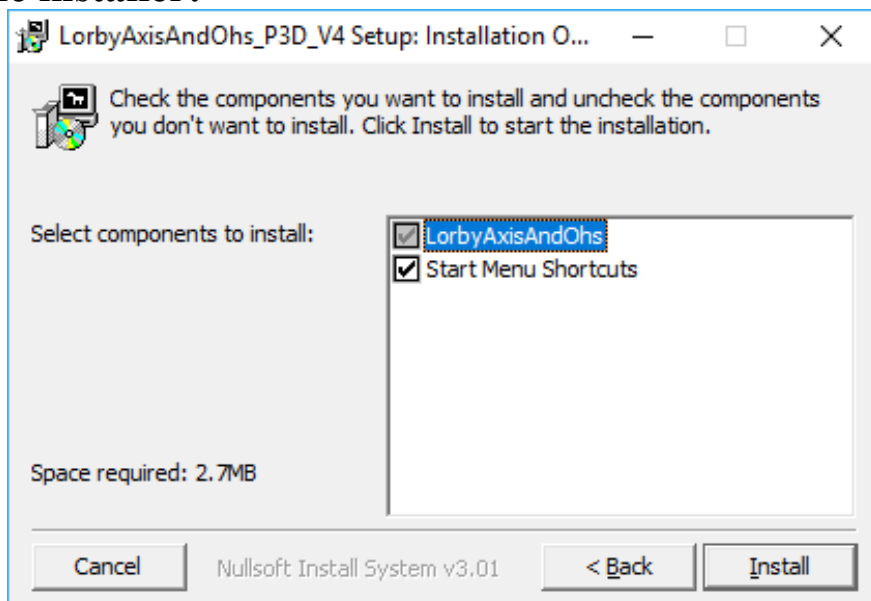 LorbyAxisAndOhs_P3D_V4 Setup: Installation O...
Check the components you want to install and uncheck the components
you don't want to install. Click Install to start the installation.
Select components to install:
LorbyAxisAndOhs
Start Menu Shortcuts
Space required: 2.7MB
Cancel
Nullsoft Install System v3.01
< Back
Install